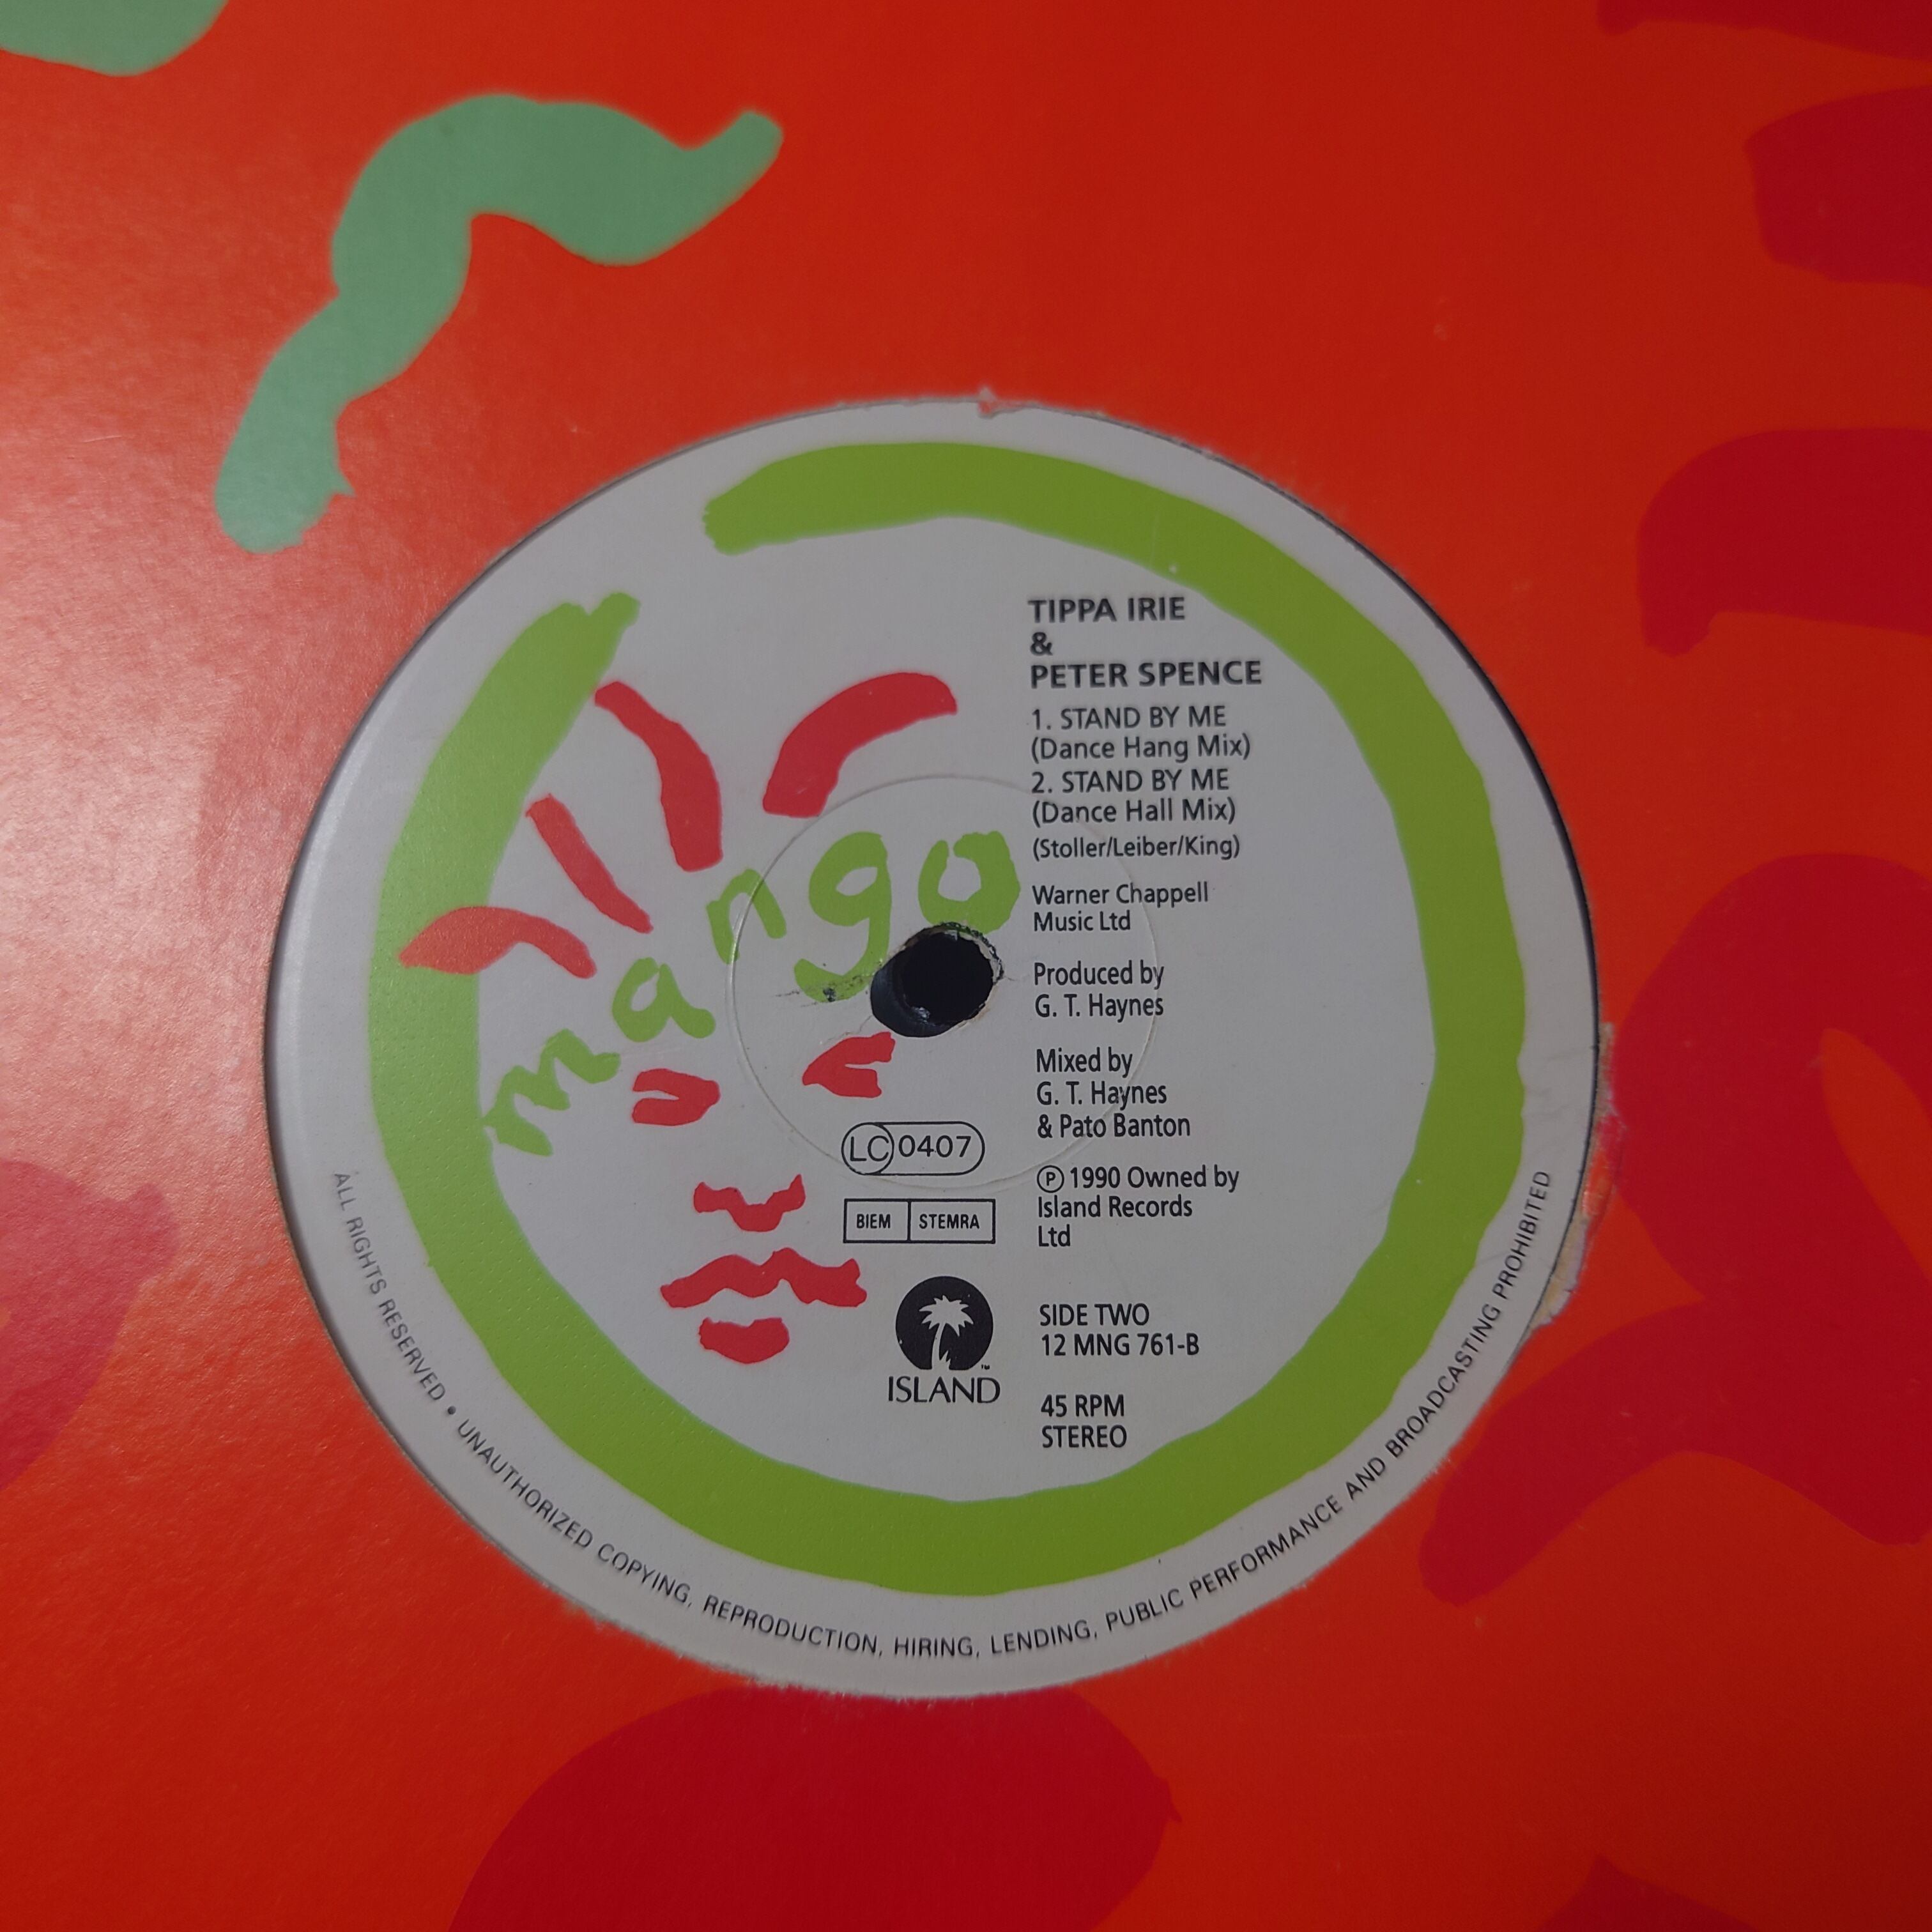 TIPPA IRIE
&
PETER SPENCE
1. STAND BY ME
(Dance Hang Mix)
2. STAND BY ME
(Dance Hall Mix)
(Stoller/Leiber/King)
Warner Chappell
Music Ltd
Produced by
G. T. Haynes
Mixed by
G. T. Haynes
& Pato Banton
℗ 1990 Owned by
Island Records
Ltd
SIDE TWO
12 MNG 761-B
45 RPM
STEREO
mango
LC 0407
BIEM STEMRA
™
ISLAND
ALL RIGHTS RESERVED • UNAUTHORIZED COPYING, REPRODUCTION, HIRING, LENDING, PUBLIC PERFORMANCE AND BROADCASTING PROHIBITED